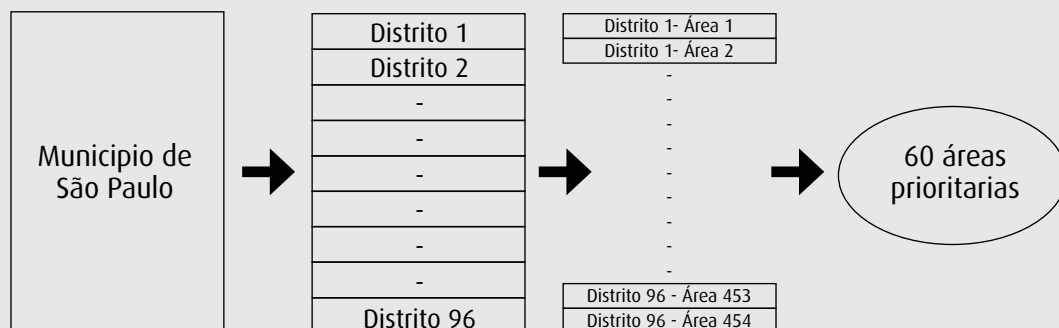 Municipio de
São Paulo
Distrito 1
Distrito 2
-
-
-
-
-
-
Distrito 96
Distrito 1- Área 1
Distrito 1- Área 2
-
-
-
-
-
-
-
-
-
Distrito 96 - Área 453
Distrito 96 - Área 454
60 áreas
prioritarias